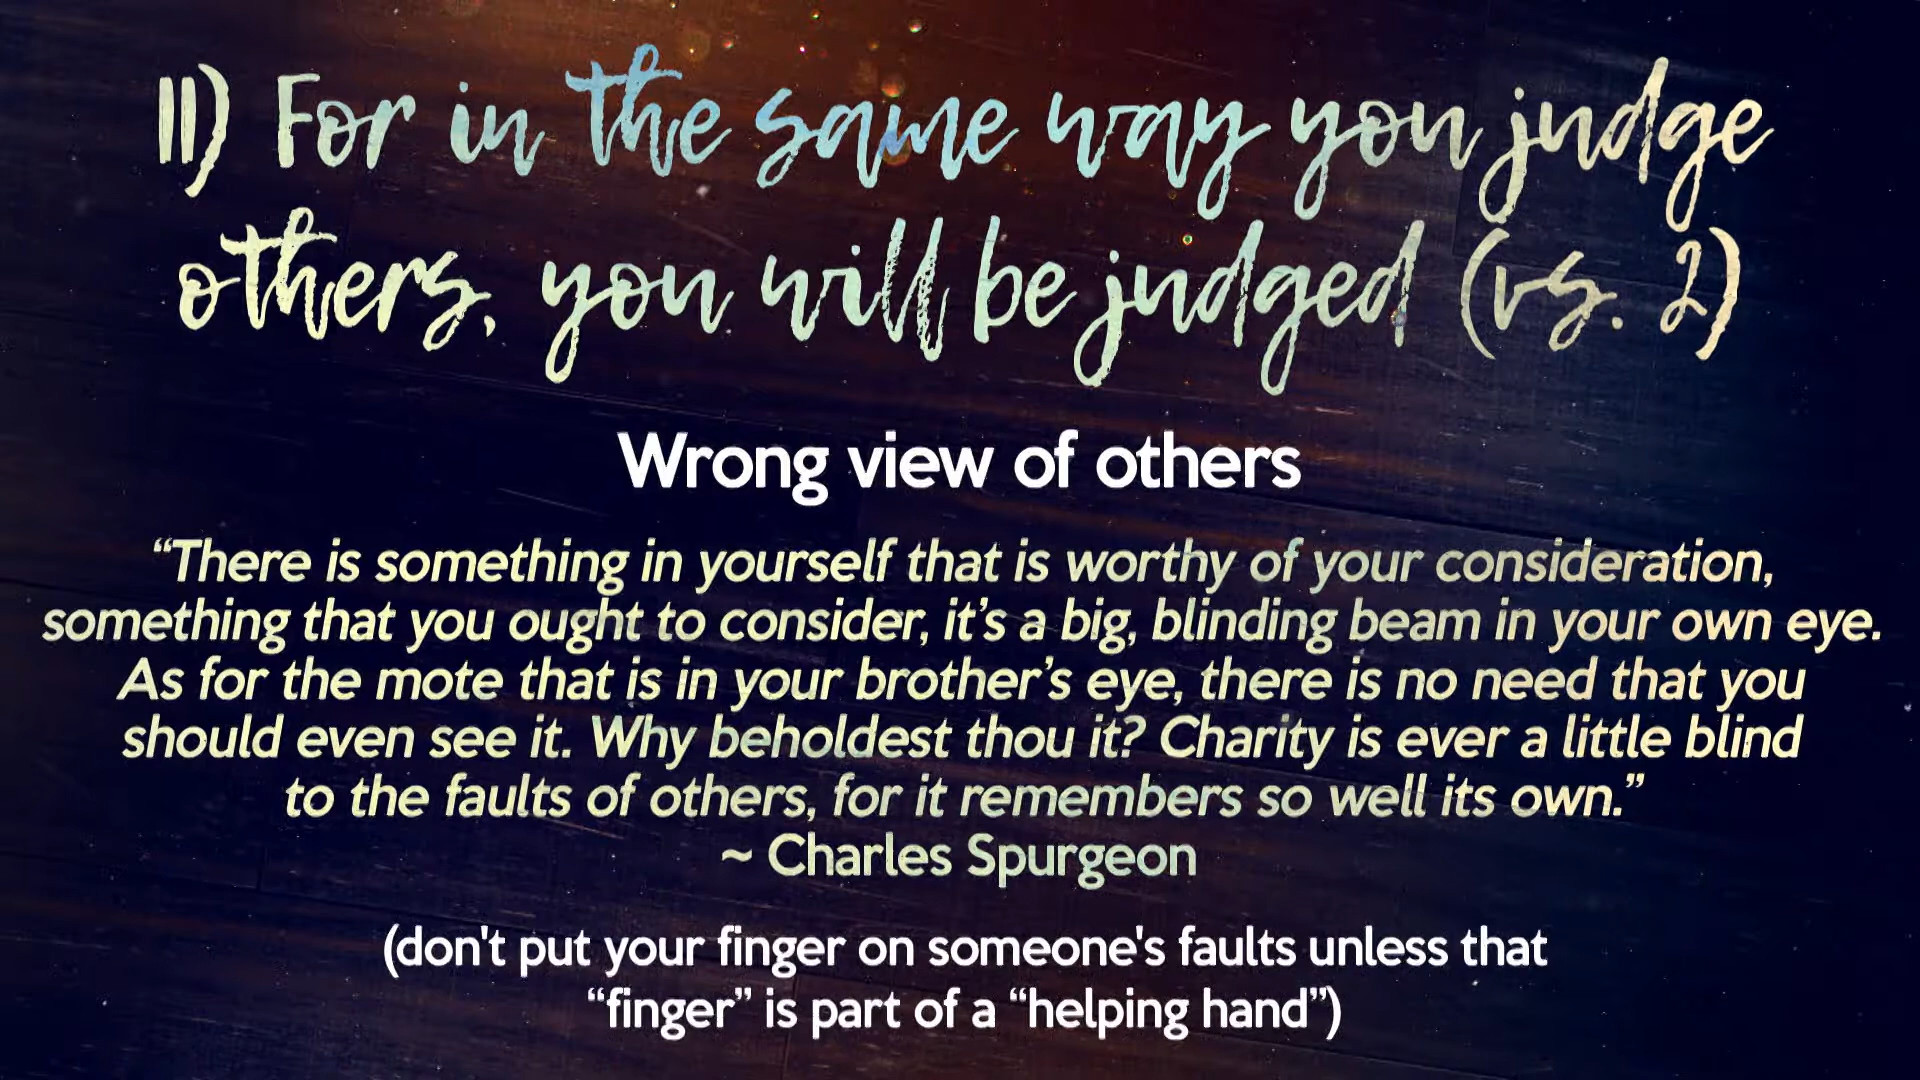 II) For in the same way you judge
others, you will be judged (vs. 2)
Wrong view of others
“There is something in yourself that is worthy of your consideration,
something that you ought to consider, it’s a big, blinding beam in your own eye.
As for the mote that is in your brother’s eye, there is no need that you
should even see it. Why beholdest thou it? Charity is ever a little blind
to the faults of others, for it remembers so well its own.”
~ Charles Spurgeon
(don't put your finger on someone's faults unless that
“finger” is part of a “helping hand”)